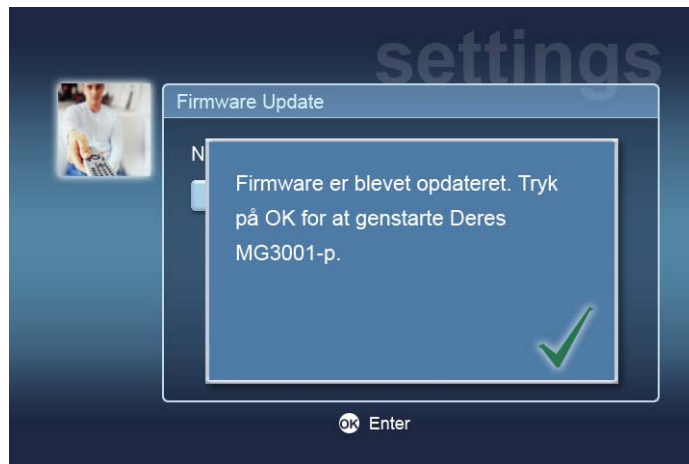 settings
Firmware Update
N
Firmware er blevet opdateret. Tryk
på OK for at genstarte Deres
MG3001-p.
OK Enter